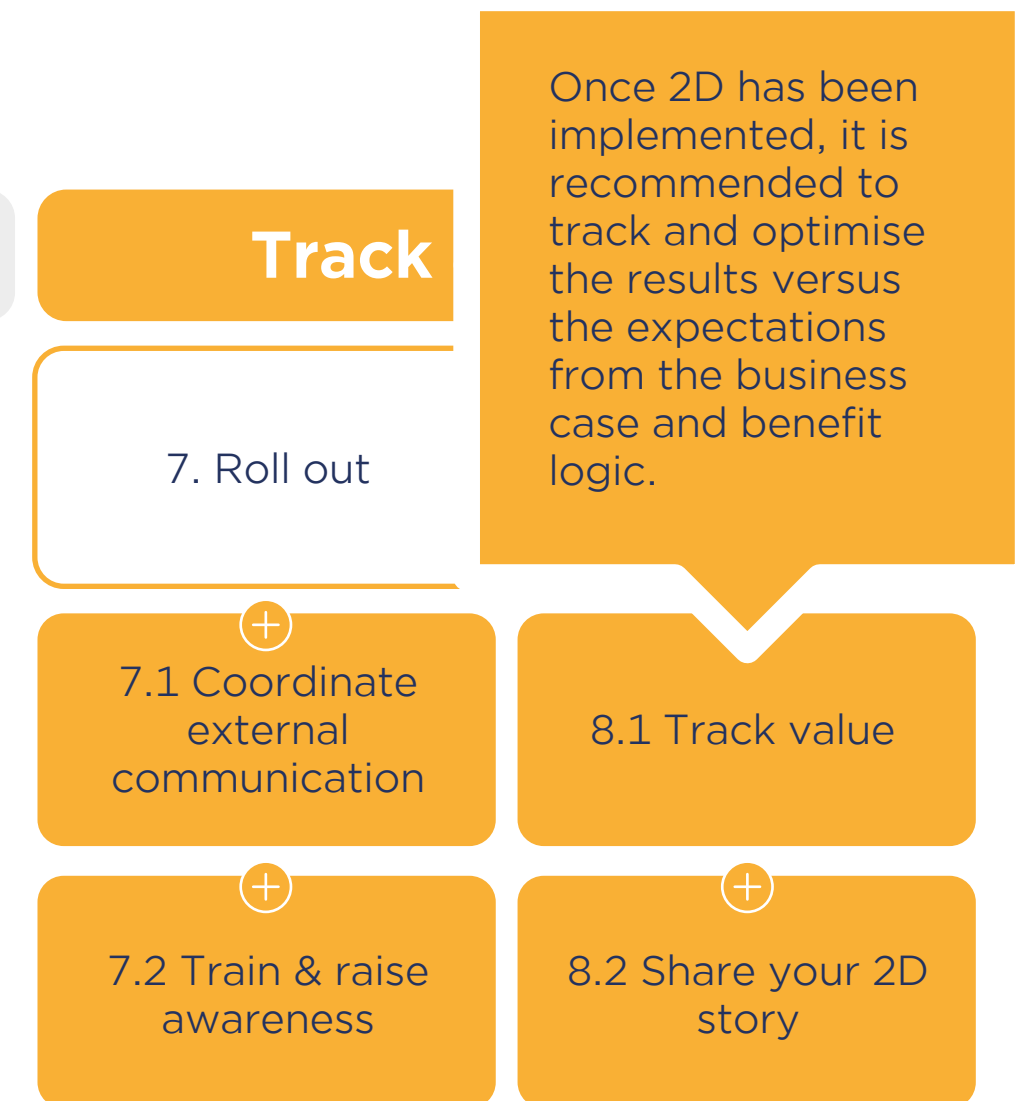 Once 2D has been
implemented, it is
recommended to
track and optimise
the results versus
the expectations
from the business
case and benefit
logic.
Track
7. Roll out
7.1 Coordinate
external
communication
8.1 Track value
7.2 Train & raise
awareness
8.2 Share your 2D
story